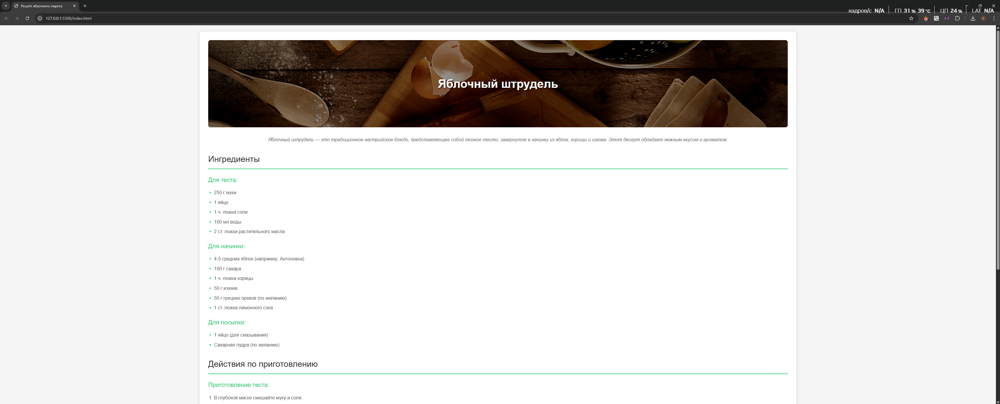 Рецепт яблочного пирога
кадров/с N/A ГП 31 % 39 °C ЦП 24 % LAT N/A
127.0.0.1:5500/index.html
C
Яблочный штрудель
Яблочный штрудель — это традиционное австрийское блюдо, представляющее собой тонкое тесто, завернутое в начинку из яблок, корицы и изюма. Этот десерт обладает нежным вкусом и ароматом.
Ингредиенты
Для теста:
• 250 г муки
• 1 яйцо
• 1 ч. ложка соли
• 100 мл воды
• 2 ст. ложки растительного масла
Для начинки:
• 4-5 средних яблок (например, Антоновка)
• 100 г сахара
• 1 ч. ложка корицы
• 50 г изюма
• 50 г грецких орехов (по желанию)
• 1 ст. ложка лимонного сока
Для посыпки:
• 1 яйцо (для смазывания)
• Сахарная пудра (по желанию)
Действия по приготовлению
Приготовление теста:
1. В глубокой миске смешайте муку и соли.